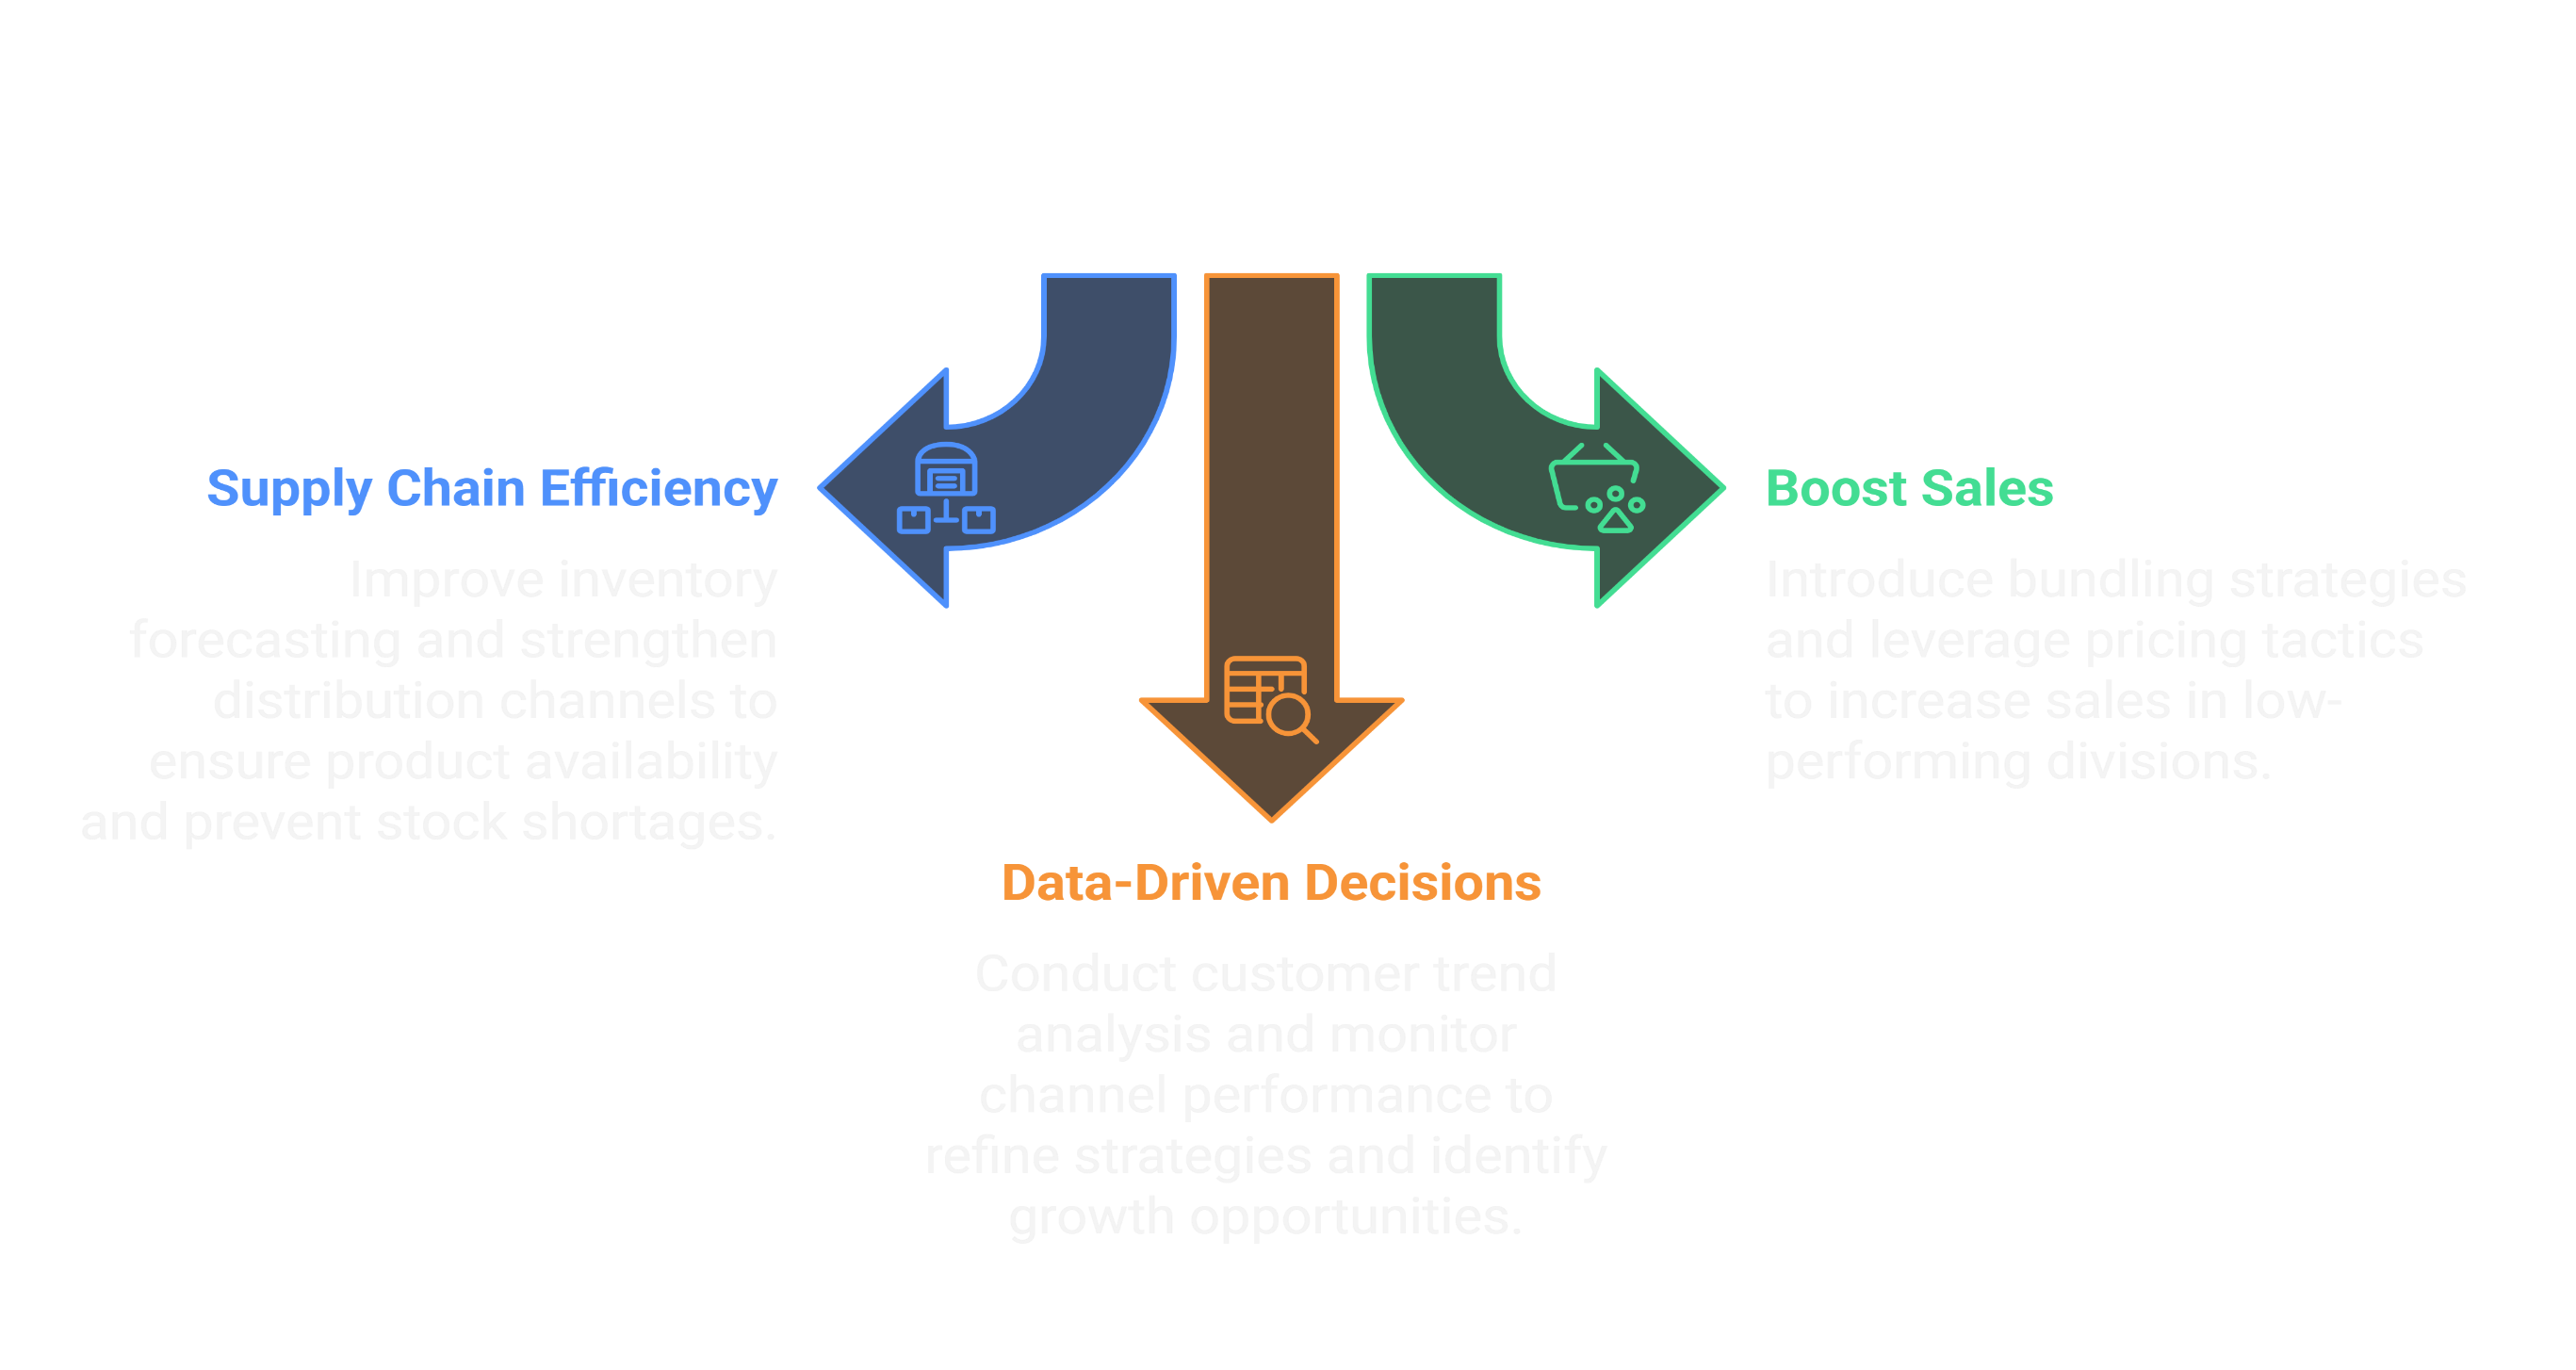 Supply Chain Efficiency
Improve inventory
forecasting and strengthen
distribution channels to
ensure product availability
and prevent stock shortages.
Data-Driven Decisions
Conduct customer trend
analysis and monitor
channel performance to
refine strategies and identify
growth opportunities.
Boost Sales
Introduce bundling strategies
and leverage pricing tactics
to increase sales in low-
performing divisions.